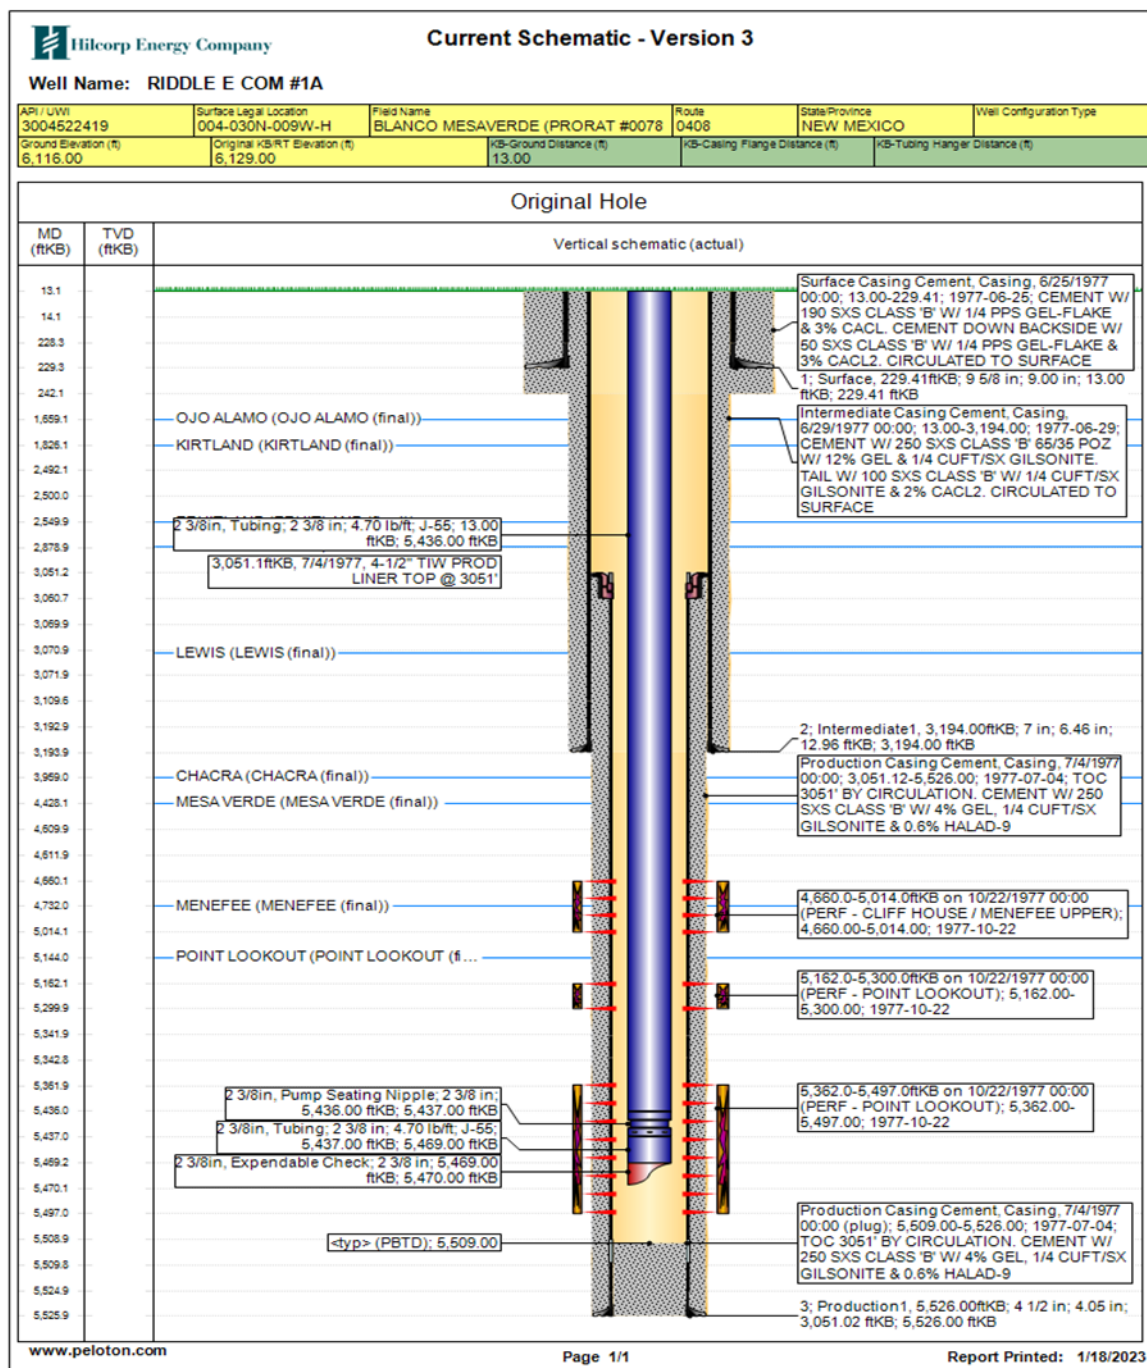 Hilcorp Energy Company
Current Schematic - Version 3
Well Name: RIDDLE E COM #1A
API / UWI
3004522419
Surface Legal Location
004-030N-009W-H
Field Name
BLANCO MESAVERDE (PRORAT #0078
Route
0408
State/Province
NEW MEXICO
Well Configuration Type
Ground Elevation (ft)
6,116.00
Original KB/RT Elevation (ft)
6,129.00
KB-Ground Distance (ft)
13.00
KB-Casing Flange Distance (ft)
KB-Tubing Hanger Distance (ft)
Original Hole
MD
(ftKB)
TVD
(ftKB)
Vertical schematic (actual)
13.1
14.1
228.3
229.3
242.1
1,659.1
1,826.1
2,492.1
2,500.0
2,549.9
2,878.9
3,051.2
3,060.7
3,069.9
3,070.9
3,071.9
3,109.6
3,192.9
3,193.9
3,959.0
4,428.1
4,609.9
4,611.9
4,660.1
4,732.0
5,014.1
5,144.0
5,162.1
5,299.9
5,341.9
5,342.8
5,361.9
5,436.0
5,437.0
5,469.2
5,470.1
5,497.0
5,508.9
5,509.8
5,524.9
5,525.9
OJO ALAMO (OJO ALAMO (final))
KIRTLAND (KIRTLAND (final))
2 3/8in, Tubing; 2 3/8 in; 4.70 lb/ft; J-55; 13.00
ftKB; 5,436.00 ftKB
3,051.1ftKB, 7/4/1977, 4-1/2" TIW PROD
LINER TOP @ 3051'
LEWIS (LEWIS (final))
CHACRA (CHACRA (final))
MESA VERDE (MESA VERDE (final))
MENEFEE (MENEFEE (final))
POINT LOOKOUT (POINT LOOKOUT (fi...
2 3/8in, Pump Seating Nipple; 2 3/8 in;
5,436.00 ftKB; 5,437.00 ftKB
2 3/8in, Tubing; 2 3/8 in; 4.70 lb/ft; J-55;
5,437.00 ftKB; 5,469.00 ftKB
2 3/8in, Expendable Check; 2 3/8 in; 5,469.00
ftKB; 5,470.00 ftKB
<typ> (PBTD); 5,509.00
Surface Casing Cement, Casing, 6/25/1977
00:00; 13.00-229.41; 1977-06-25; CEMENT W/
190 SXS CLASS 'B' W/ 1/4 PPS GEL-FLAKE
& 3% CACL. CEMENT DOWN BACKSIDE W/
50 SXS CLASS 'B' W/ 1/4 PPS GEL-FLAKE &
3% CACL2. CIRCULATED TO SURFACE
1; Surface, 229.41ftKB; 9 5/8 in; 9.00 in; 13.00
ftKB; 229.41 ftKB
Intermediate Casing Cement, Casing,
6/29/1977 00:00; 13.00-3,194.00; 1977-06-29;
CEMENT W/ 250 SXS CLASS 'B' 65/35 POZ
W/ 12% GEL & 1/4 CUFT/SX GILSONITE.
TAIL W/ 100 SXS CLASS 'B' W/ 1/4 CUFT/SX
GILSONITE & 2% CACL2. CIRCULATED TO
SURFACE
2; Intermediate1, 3,194.00ftKB; 7 in; 6.46 in;
12.96 ftKB; 3,194.00 ftKB
Production Casing Cement, Casing, 7/4/1977
00:00; 3,051.12-5,526.00; 1977-07-04; TOC
3051' BY CIRCULATION. CEMENT W/ 250
SXS CLASS 'B' W/ 4% GEL, 1/4 CUFT/SX
GILSONITE & 0.6% HALAD-9
4,660.0-5,014.0ftKB on 10/22/1977 00:00
(PERF - CLIFF HOUSE / MENEFEE UPPER);
4,660.00-5,014.00; 1977-10-22
5,162.0-5,300.0ftKB on 10/22/1977 00:00
(PERF - POINT LOOKOUT); 5,162.00-
5,300.00; 1977-10-22
5,362.0-5,497.0ftKB on 10/22/1977 00:00
(PERF - POINT LOOKOUT); 5,362.00-
5,497.00; 1977-10-22
Production Casing Cement, Casing, 7/4/1977
00:00 (plug); 5,509.00-5,526.00; 1977-07-04;
TOC 3051' BY CIRCULATION. CEMENT W/
250 SXS CLASS 'B' W/ 4% GEL, 1/4 CUFT/SX
GILSONITE & 0.6% HALAD-9
3; Production1, 5,526.00ftKB; 4 1/2 in; 4.05 in;
3,051.02 ftKB; 5,526.00 ftKB
www.peloton.com
Page 1/1
Report Printed: 1/18/2023